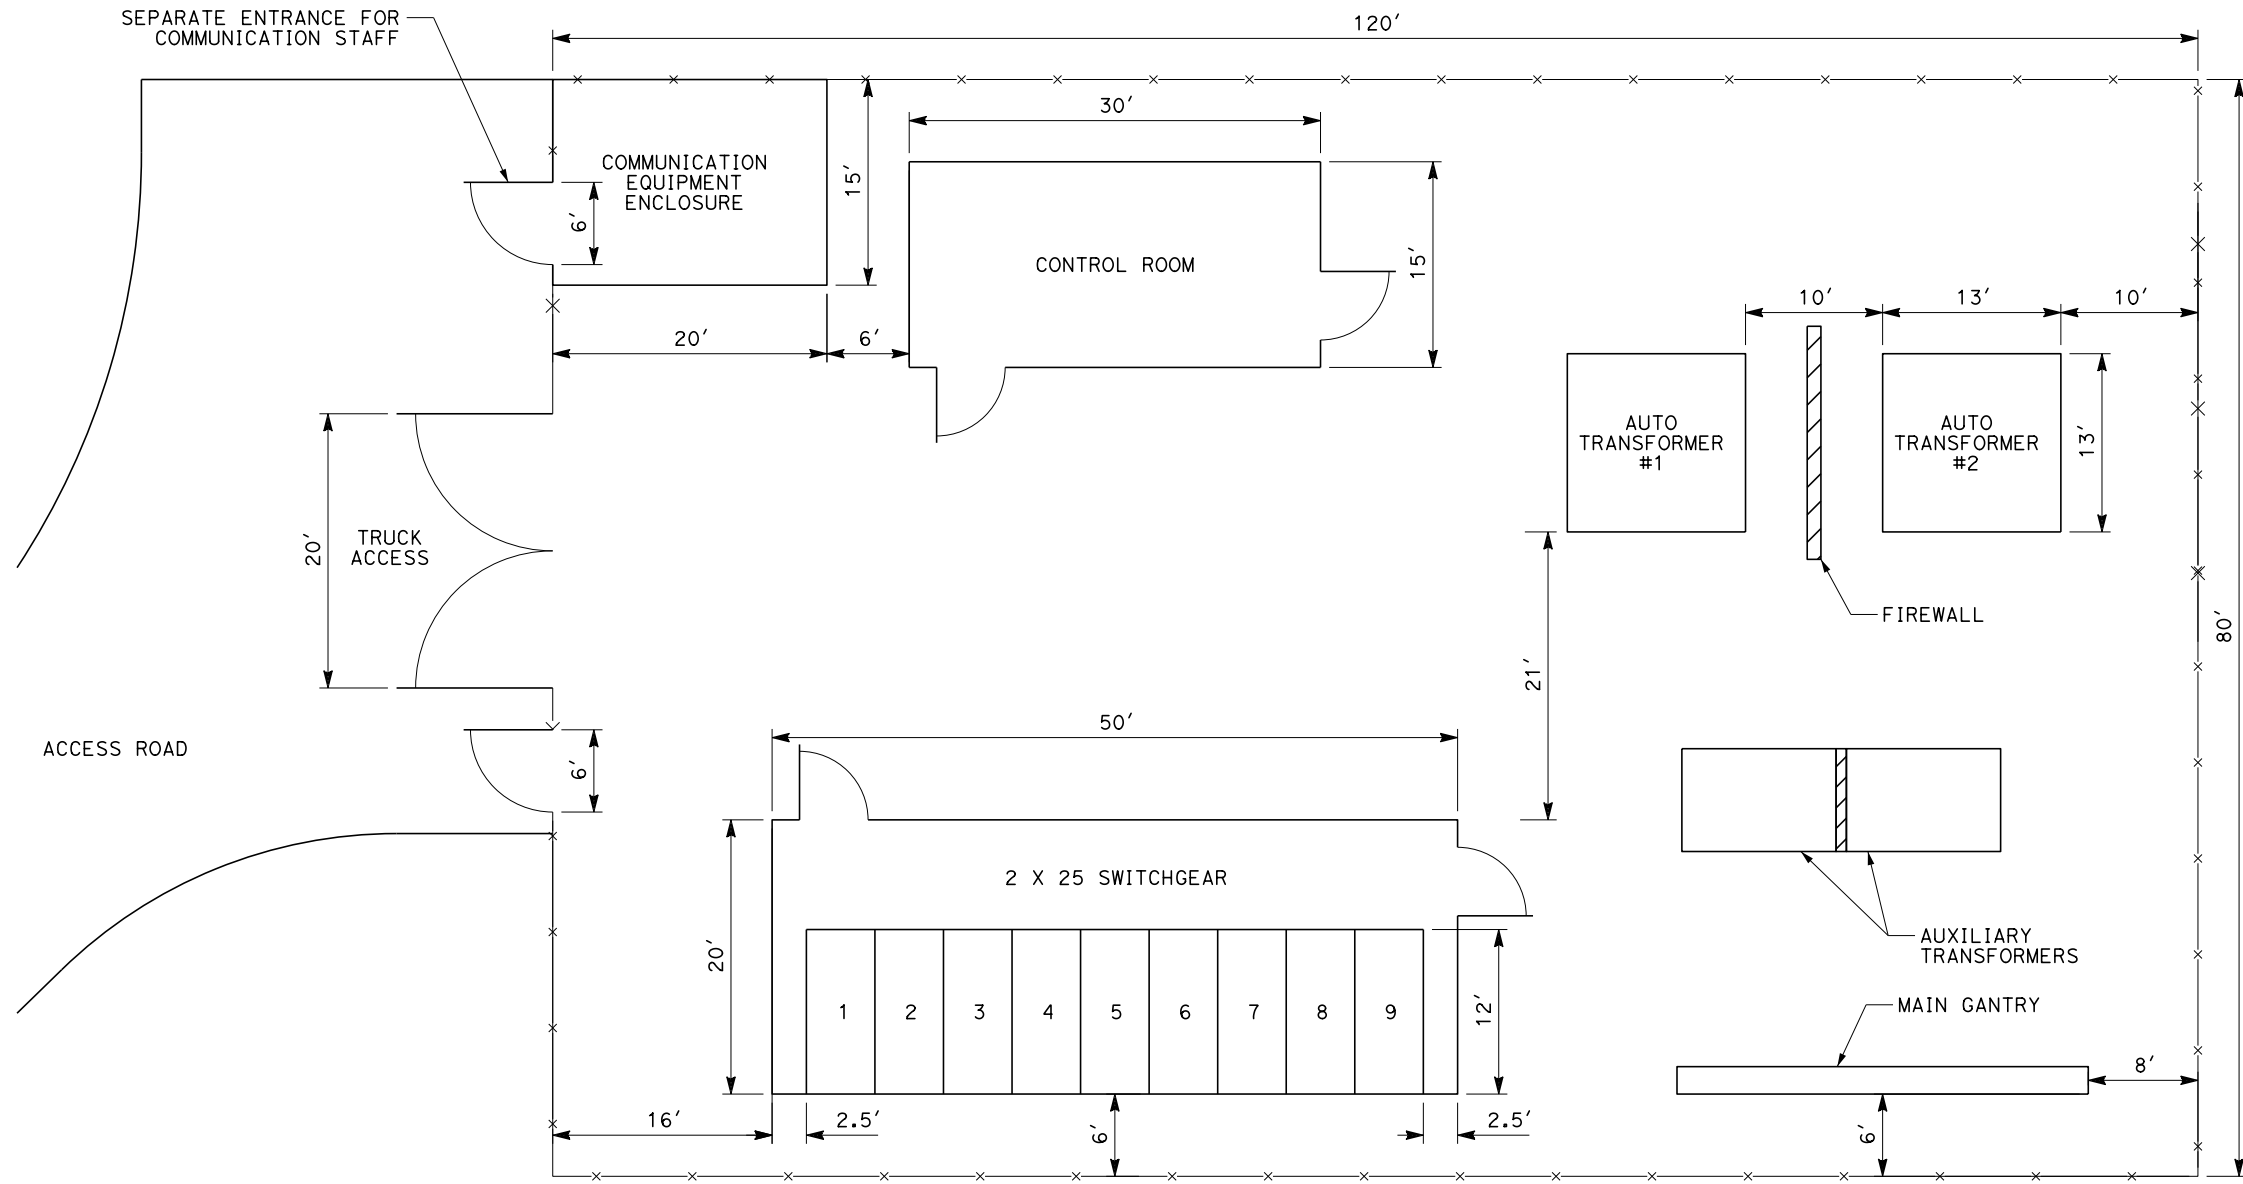 SEPARATE ENTRANCE FOR
COMMUNICATION STAFF
120′
30′
COMMUNICATION
EQUIPMENT
ENCLOSURE
15′
6′
CONTROL ROOM
15′
10′
13′
10′
20′
6′
AUTO
TRANSFORMER
#1
AUTO
TRANSFORMER
#2
13′
20′
TRUCK
ACCESS
FIREWALL
80′
21′
50′
ACCESS ROAD
6′
2 X 25 SWITCHGEAR
20′
AUXILIARY
TRANSFORMERS
1
2
3
4
5
6
7
8
9
12′
MAIN GANTRY
8′
16′
2.5′
6′
2.5′
6′